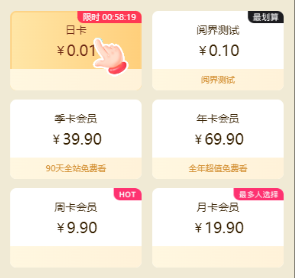 限时 00:58:19
日卡
￥0.01
最划算
阅界测试
￥0.10
阅界测试
季卡会员
￥39.90
90天全站免费看
年卡会员
￥69.90
全年超值免费看
HOT
周卡会员
￥9.90
最多人选择
月卡会员
￥19.90